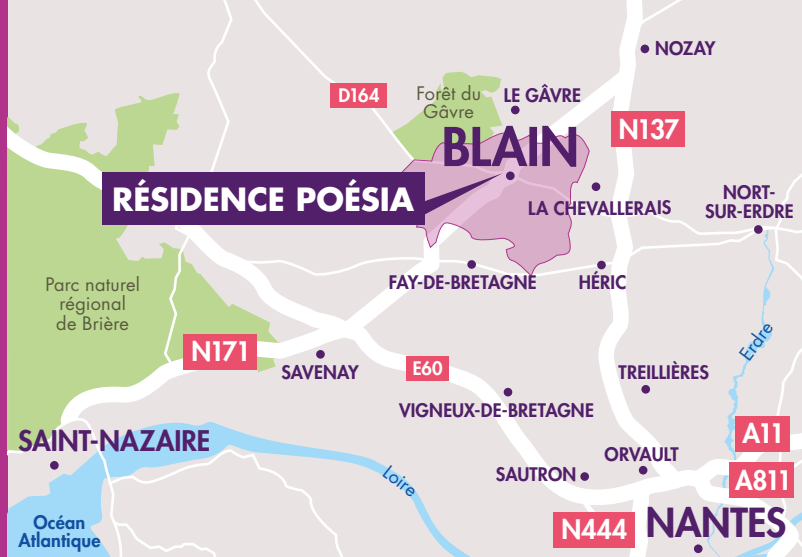 NOZAY
D164
Forêt du
Gâvre
LE GÂVRE
N137
BLAIN
RÉSIDENCE POÉSIA
LA CHEVALLERAIS
NORT-
SUR-ERDRE
FAY-DE-BRETAGNE
HÉRIC
Parc naturel
régional
de Brière
Erdre
N171
SAVENAY
E60
TREILLIÈRES
VIGNEUX-DE-BRETAGNE
SAINT-NAZAIRE
A11
ORVAULT
SAUTRON
A811
Loire
Océan
Atlantique
N444
NANTES